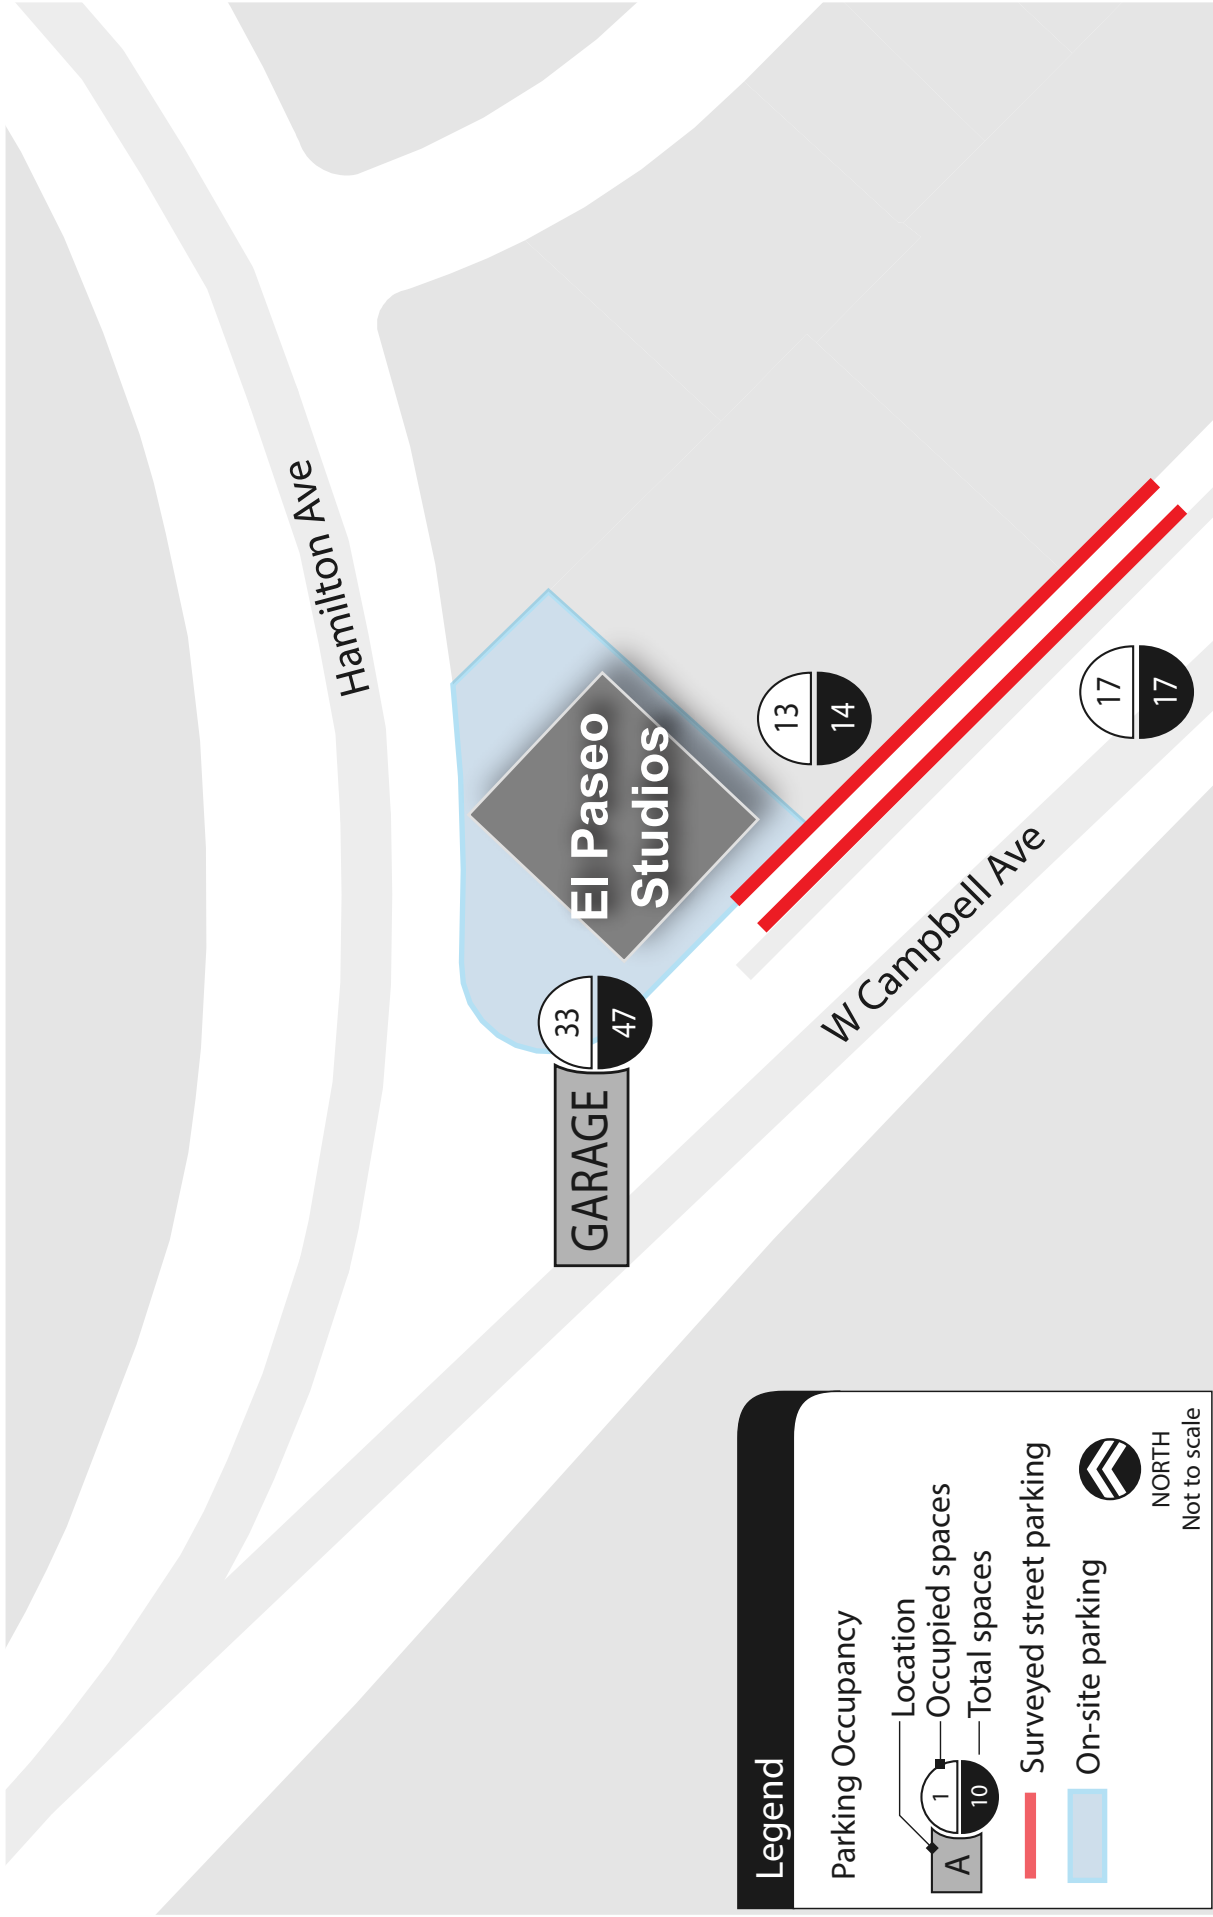 Hamilton Ave
El Paseo
Studios
GARAGE
33
47
13
14
17
17
W Campbell Ave
Legend
Parking Occupancy
Location
Occupied spaces
Total spaces
A
1
10
Surveyed street parking
On-site parking
NORTH
Not to scale